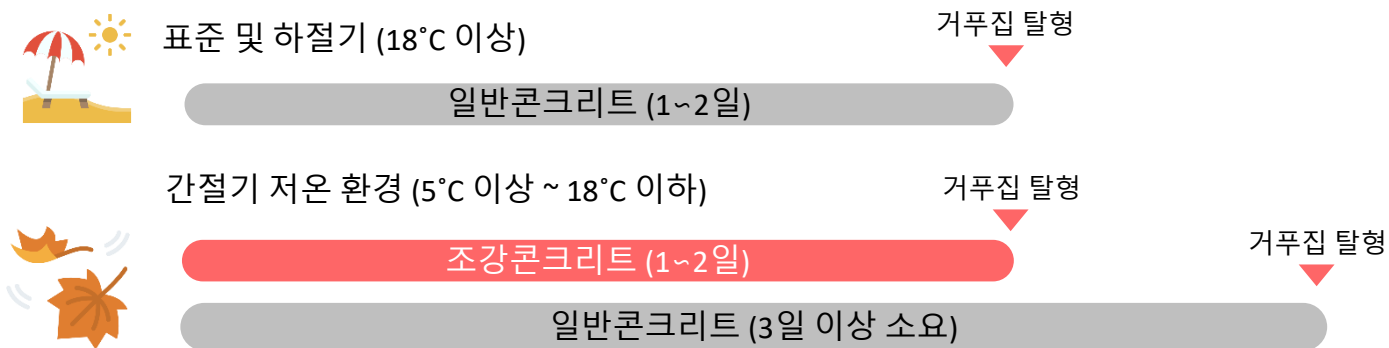 표준 및 하절기 (18˚C 이상)
거푸집 탈형
일반콘크리트 (1~2일)
간절기 저온 환경 (5˚C 이상 ~ 18˚C 이하)
거푸집 탈형
조강콘크리트 (1~2일)
거푸집 탈형
일반콘크리트 (3일 이상 소요)